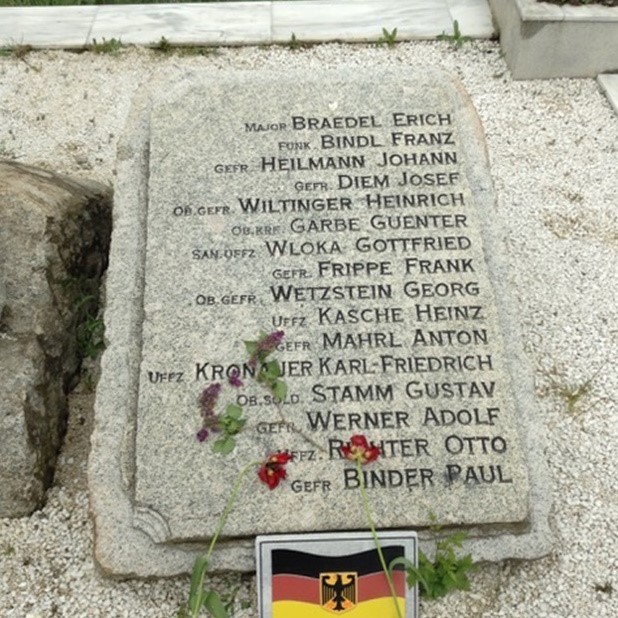 Major Braedel Erich
Funk. Bindl Franz
Gefr. Heilmann Johann
Gefr. Diem Josef
Ob.Gefr. Wiltinger Heinrich
Ob.Krf. Garbe Guenter
San.Uffz Wloka Gottfried
Gefr. Frippe Frank
Ob.Gefr. Wetzstein Georg
Uffz Kasche Heinz
Gefr Mahrl Anton
Uffz Kronauer Karl-Friedrich
Ob.Sold. Stamm Gustav
Gefr. Werner Adolf
Uffz. Richter Otto
Gefr Binder Paul